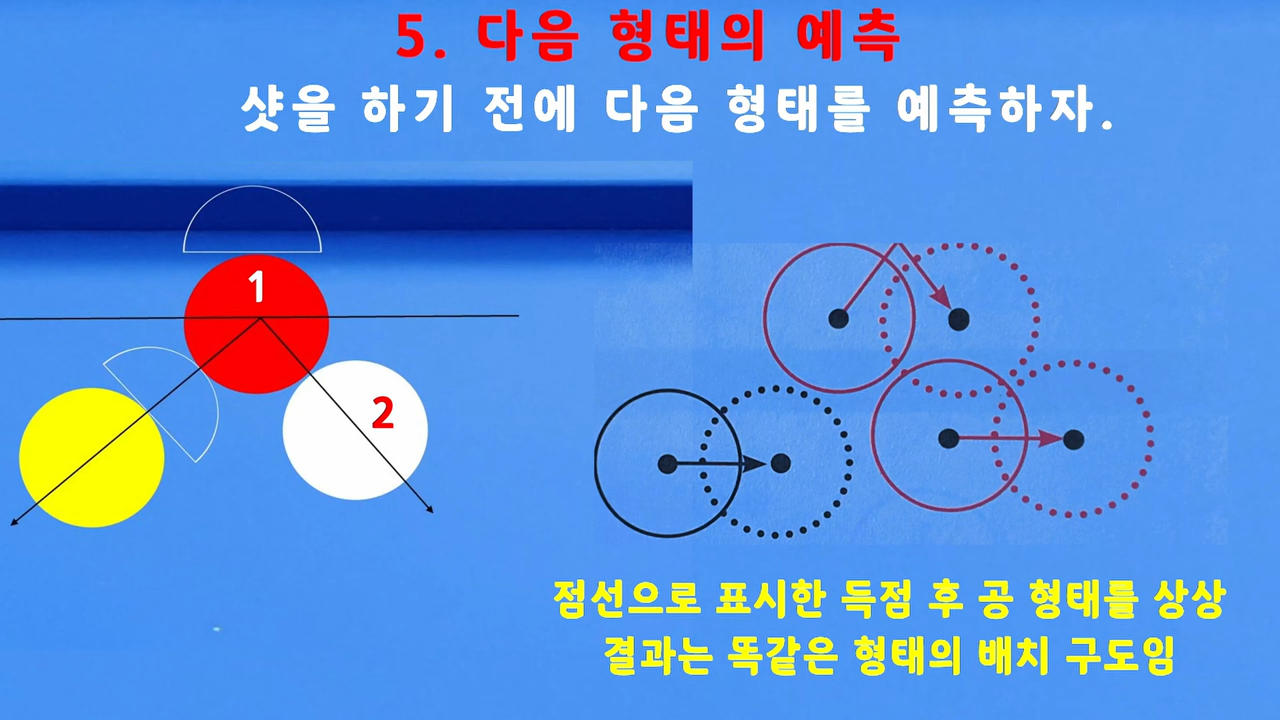 5. 다음 형태의 예측
샷을 하기 전에 다음 형태를 예측하자.
1
2
점선으로 표시한 득점 후 공 형태를 상상
결과는 똑같은 형태의 배치 구도임